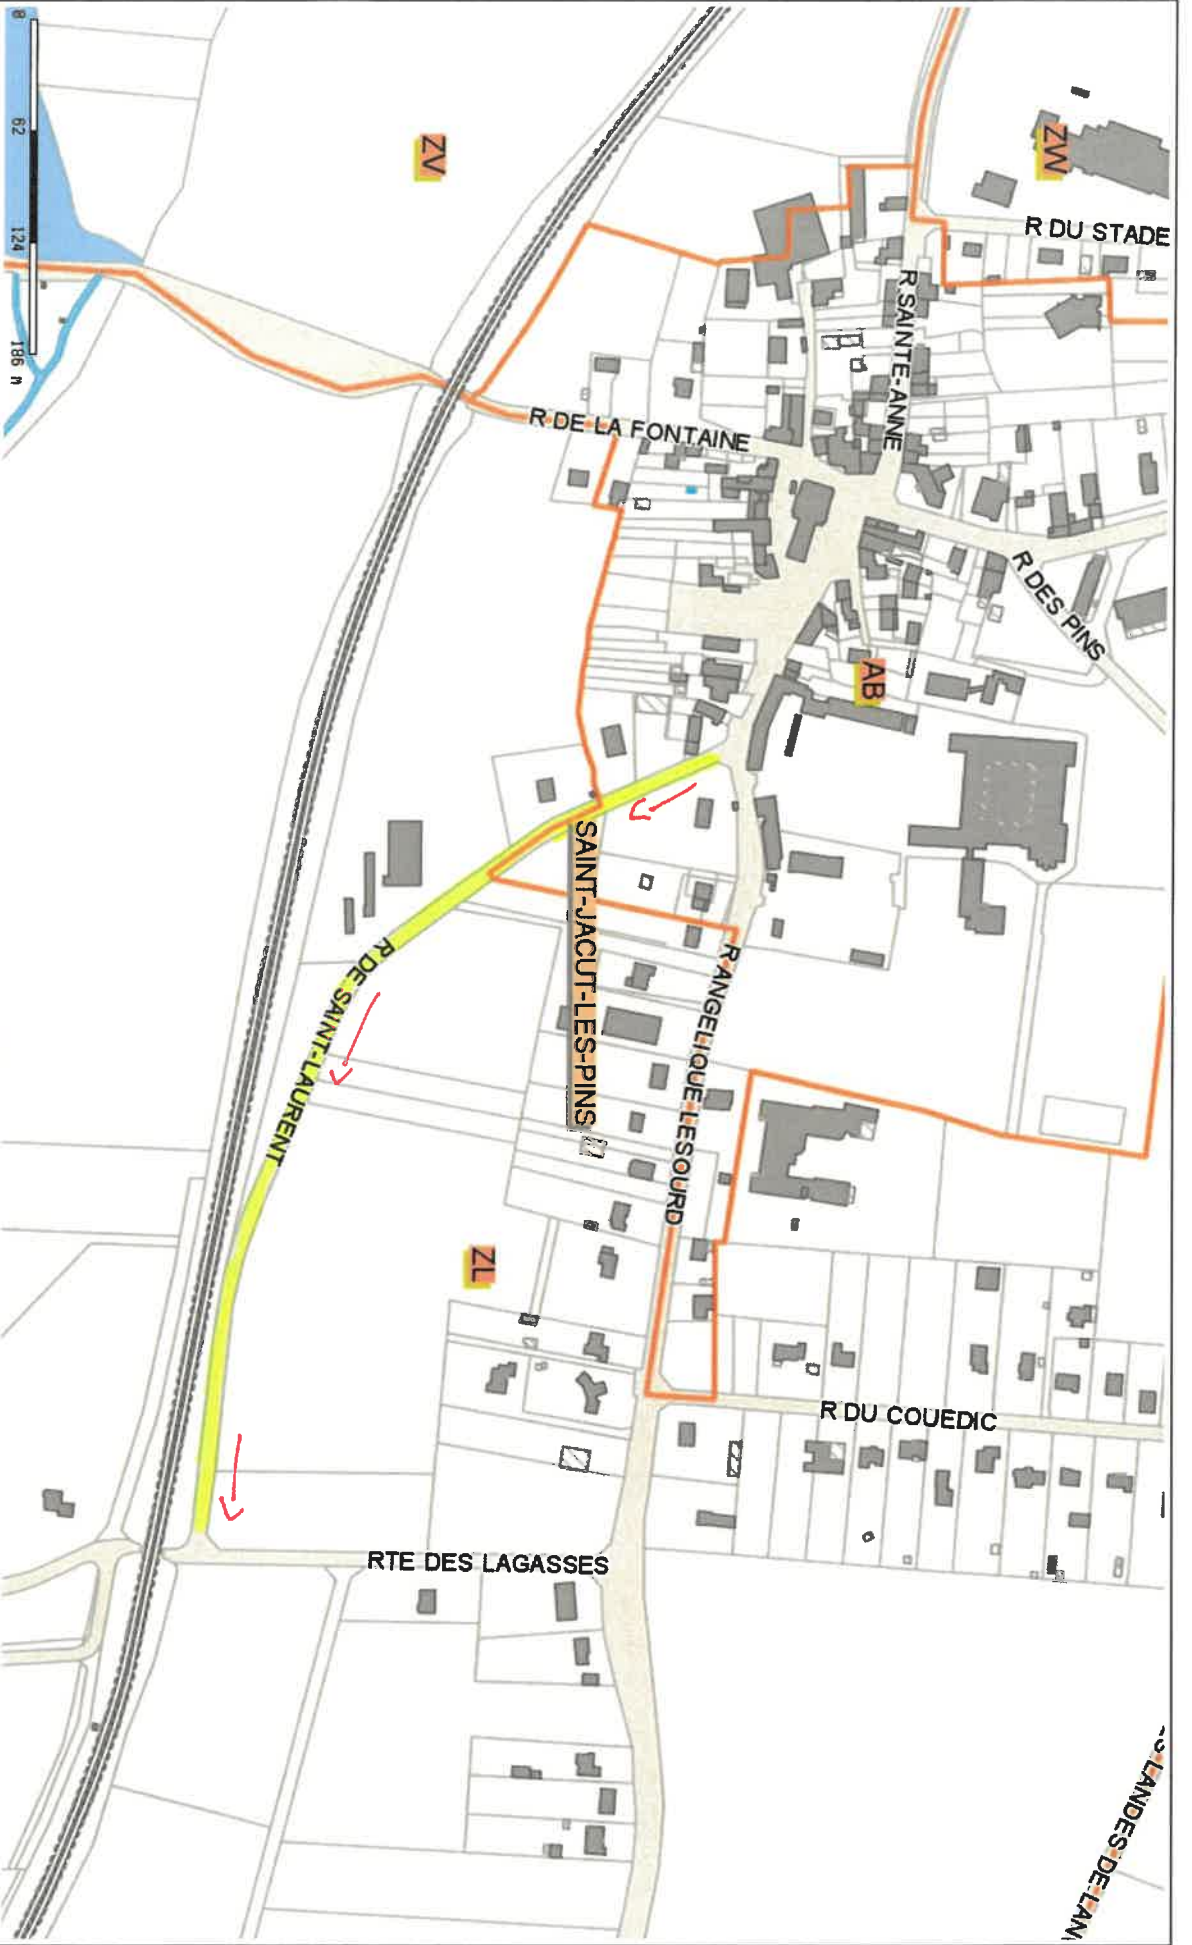 ZW
R DU STADE
ZV
R SAINTE-ANNE
R DE LA FONTAINE
R DES PINS
AB
SAINT-JACUT-LES-PINS
R ANGELIQUE LESOURD
R DE SAINT-LAURENT
ZL
R DU COUEDIC
RTE DES LAGASSES
S LANDES-DE-LAN
0 62 124 186 m